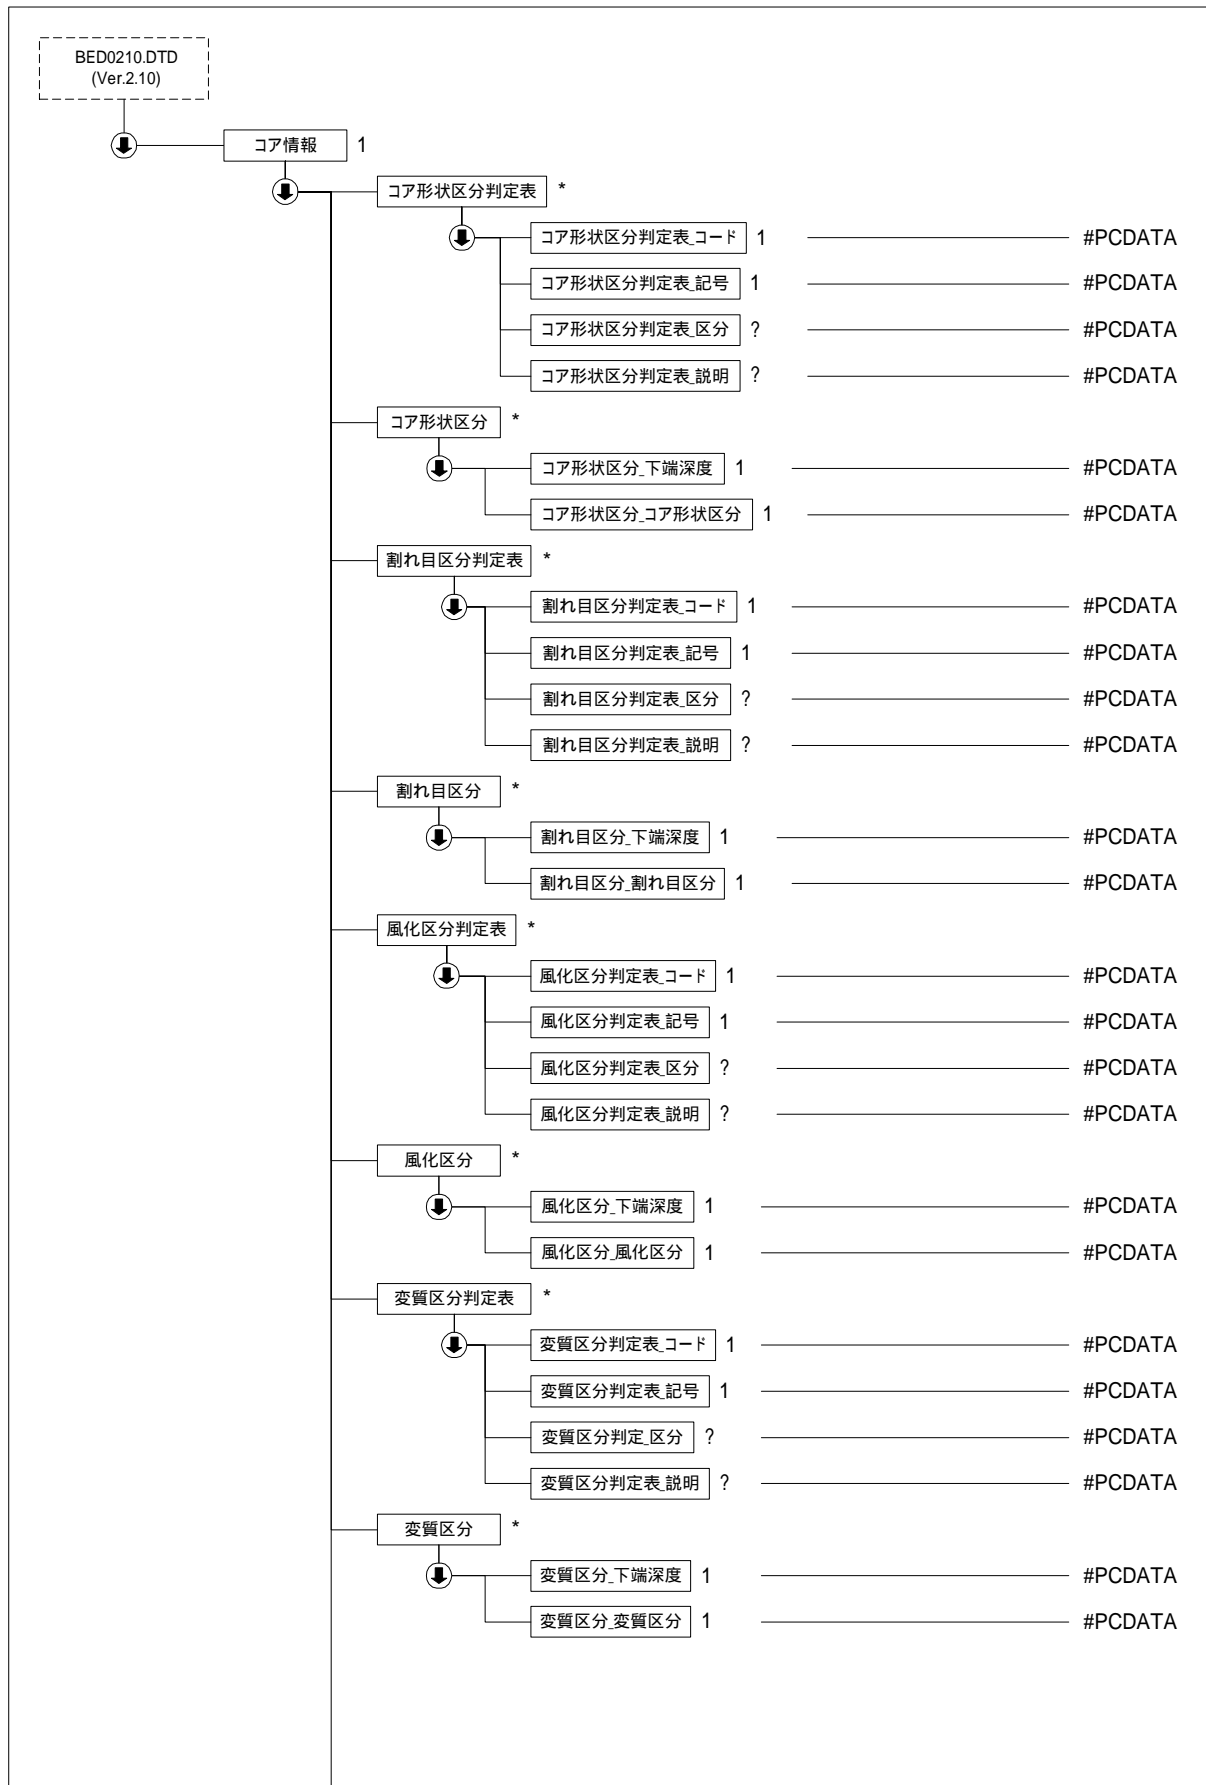 BED0210.DTD
(Ver.2.10)
コア情報 1
コア形状区分判定表 *
コア形状区分判定表_コード 1 #PCDATA
コア形状区分判定表_記号 1 #PCDATA
コア形状区分判定表_区分 ? #PCDATA
コア形状区分判定表_説明 ? #PCDATA
コア形状区分 *
コア形状区分_下端深度 1 #PCDATA
コア形状区分_コア形状区分 1 #PCDATA
割れ目区分判定表 *
割れ目区分判定表_コード 1 #PCDATA
割れ目区分判定表_記号 1 #PCDATA
割れ目区分判定表_区分 ? #PCDATA
割れ目区分判定表_説明 ? #PCDATA
割れ目区分 *
割れ目区分_下端深度 1 #PCDATA
割れ目区分_割れ目区分 1 #PCDATA
風化区分判定表 *
風化区分判定表_コード 1 #PCDATA
風化区分判定表_記号 1 #PCDATA
風化区分判定表_区分 ? #PCDATA
風化区分判定表_説明 ? #PCDATA
風化区分 *
風化区分_下端深度 1 #PCDATA
風化区分_風化区分 1 #PCDATA
変質区分判定表 *
変質区分判定表_コード 1 #PCDATA
変質区分判定表_記号 1 #PCDATA
変質区分判定_区分 ? #PCDATA
変質区分判定表_説明 ? #PCDATA
変質区分 *
変質区分_下端深度 1 #PCDATA
変質区分_変質区分 1 #PCDATA